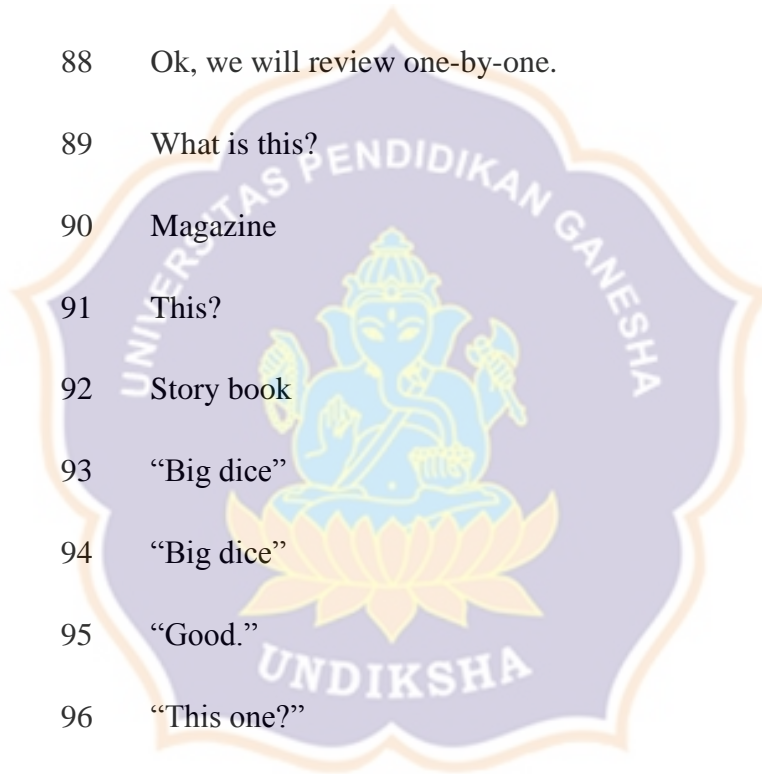 88 Ok, we will review one-by-one.
89 What is this?
90 Magazine
91 This?
92 Story book
93 “Big dice”
94 “Big dice”
95 “Good.”
96 “This one?”
UNIVERSITAS PENDIDIKAN GANESHA
UNDIKSHA